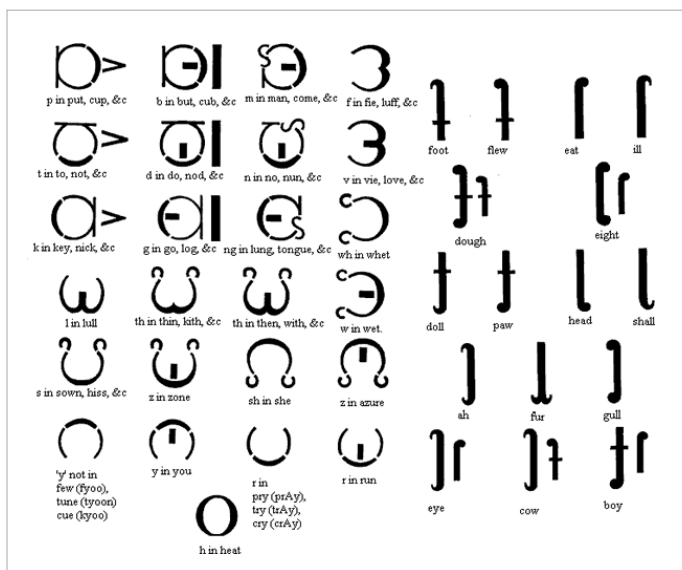 p in put, cup, &c
b in but, cub, &c
m in man, come, &c
f in fie, luff, &c
t in to, not, &c
d in do, nod, &c
n in no, nun, &c
v in vie, love, &c
k in key, nick, &c
g in go, log, &c
ng in lung, tongue, &c
wh in whet
l in lull
th in thin, kith, &c
th in then, with, &c
w in wet.
s in sown, hiss, &c
z in zone
sh in she
z in azure
'y' not in
few (fyoo),
tune (tyoon)
cue (kyoo)
y in you
r in
pry (prAy),
try (trAy),
cry (crAy)
r in run
h in heat
foot
flew
eat
ill
dough
eight
doll
paw
head
shall
ah
fur
gull
eye
cow
boy